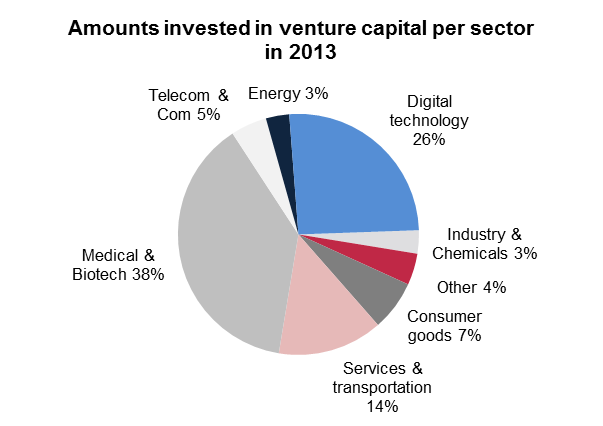 Amounts invested in venture capital per sector
in 2013
Telecom &
Com 5%
Energy 3%
Digital
technology
26%
Industry &
Chemicals 3%
Other 4%
Consumer
goods 7%
Services &
transportation
14%
Medical &
Biotech 38%